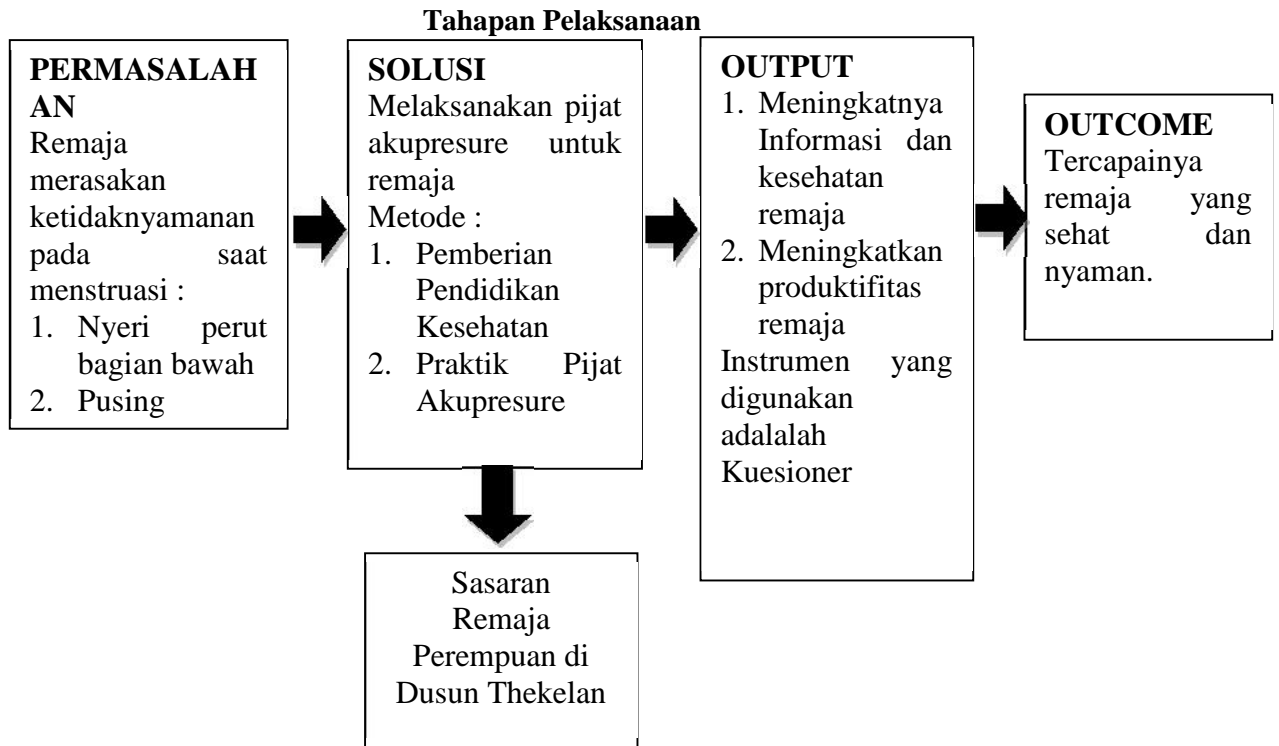 Tahapan Pelaksanaan
PERMASALAH
AN
Remaja
merasakan
ketidaknyamanan
pada saat
menstruasi :
1. Nyeri perut
bagian bawah
2. Pusing
SOLUSI
Melaksanakan pijat
akupresure untuk
remaja
Metode :
1. Pemberian
Pendidikan
Kesehatan
2. Praktik Pijat
Akupresure
OUTPUT
1. Meningkatnya
Informasi dan
kesehatan
remaja
2. Meningkatkan
produktifitas
remaja
Instrumen yang
digunakan
adalalah
Kuesioner
OUTCOME
Tercapainya
remaja yang
sehat dan
nyaman.
Sasaran
Remaja
Perempuan di
Dusun Thekelan